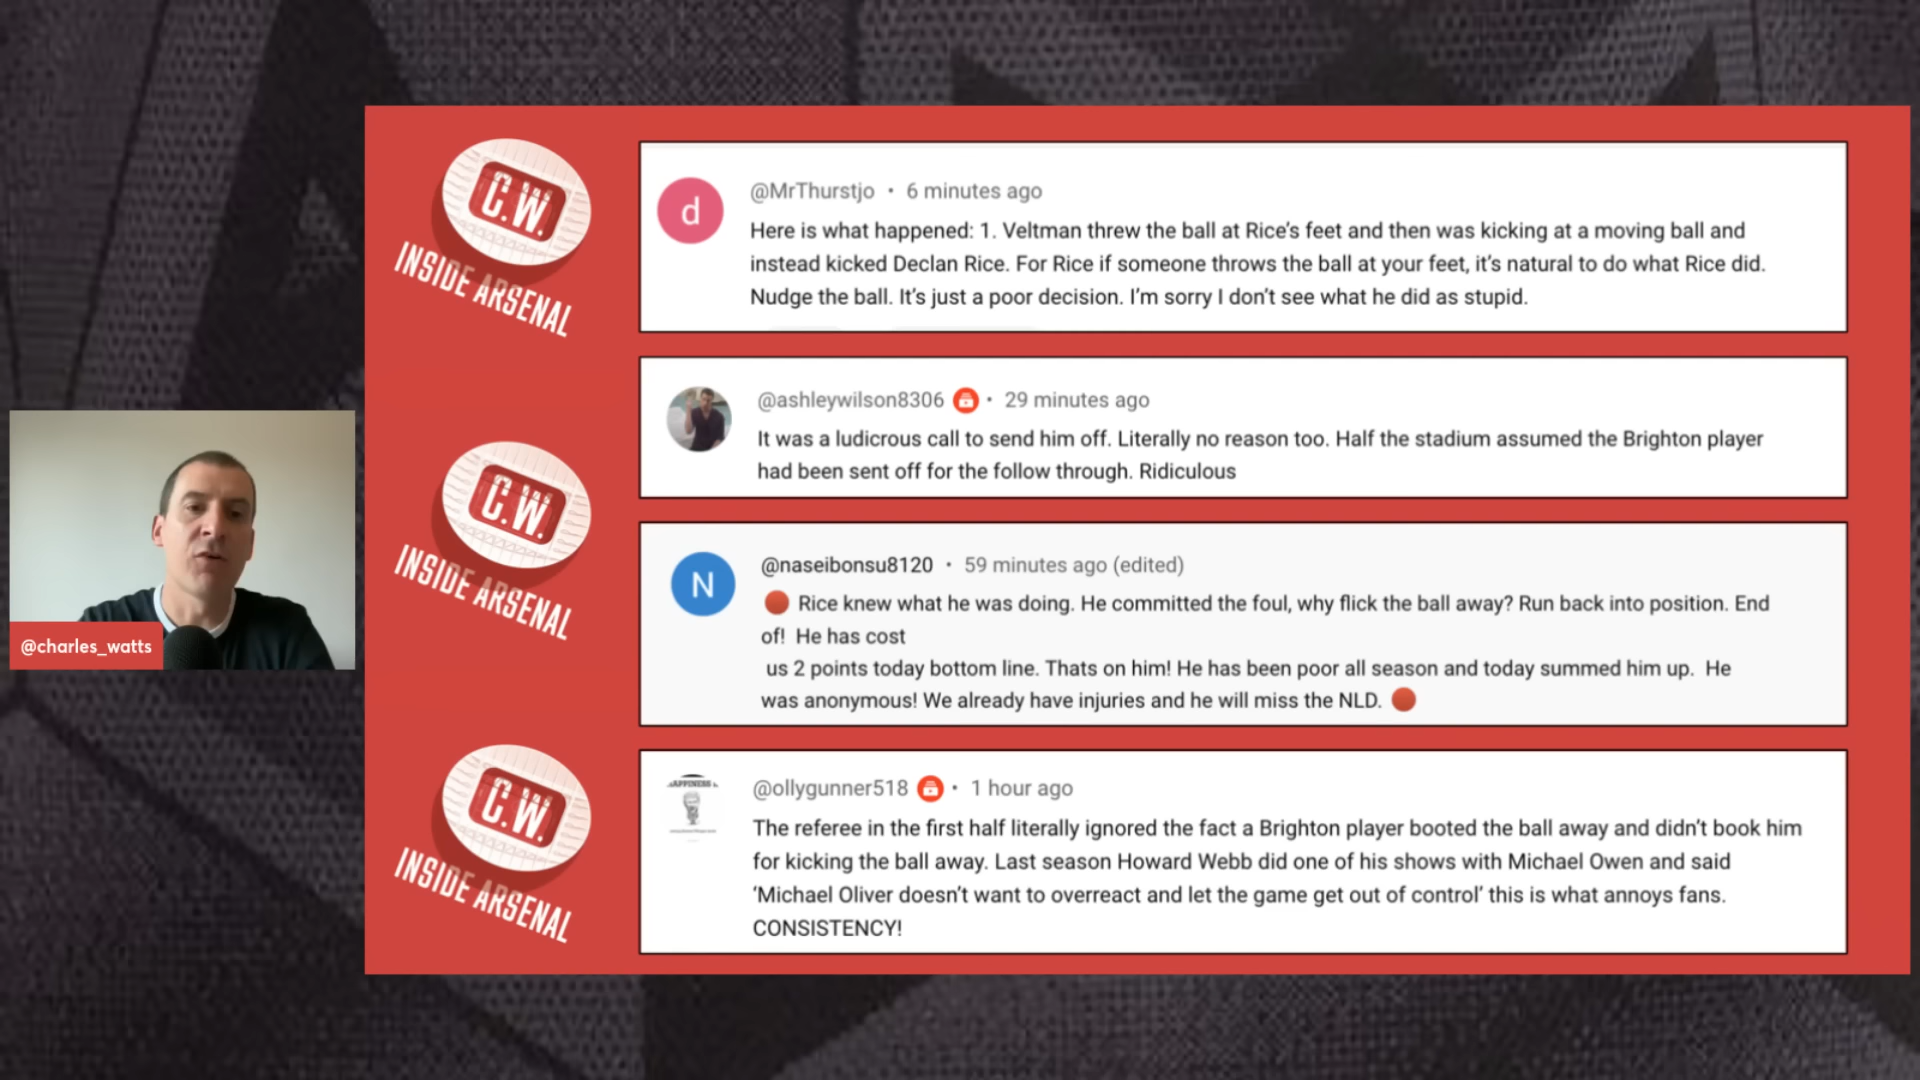 C.W.
INSIDE ARSENAL
d
@MrThurstjo • 6 minutes ago
Here is what happened: 1. Veltman threw the ball at Rice’s feet and then was kicking at a moving ball and
instead kicked Declan Rice. For Rice if someone throws the ball at your feet, it’s natural to do what Rice did.
Nudge the ball. It’s just a poor decision. I’m sorry I don’t see what he did as stupid.
@ashleywilson8306 • 29 minutes ago
It was a ludicrous call to send him off. Literally no reason too. Half the stadium assumed the Brighton player
had been sent off for the follow through. Ridiculous
C.W.
INSIDE ARSENAL
N
@naseibonsu8120 • 59 minutes ago (edited)
Rice knew what he was doing. He committed the foul, why flick the ball away? Run back into position. End
of! He has cost
us 2 points today bottom line. Thats on him! He has been poor all season and today summed him up. He
was anonymous! We already have injuries and he will miss the NLD.
@charles_watts
C.W.
INSIDE ARSENAL
@ollygunner518 • 1 hour ago
The referee in the first half literally ignored the fact a Brighton player booted the ball away and didn’t book him
for kicking the ball away. Last season Howard Webb did one of his shows with Michael Owen and said
‘Michael Oliver doesn’t want to overreact and let the game get out of control’ this is what annoys fans.
CONSISTENCY!